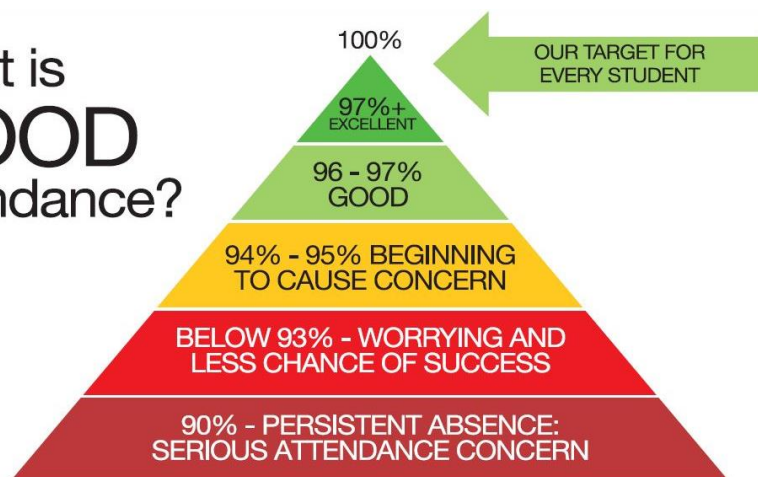 t is
OOD
ndance?
100%
OUR TARGET FOR
EVERY STUDENT
97%+
EXCELLENT
96 - 97%
GOOD
94% - 95% BEGINNING
TO CAUSE CONCERN
BELOW 93% - WORRYING AND
LESS CHANCE OF SUCCESS
90% - PERSISTENT ABSENCE:
SERIOUS ATTENDANCE CONCERN